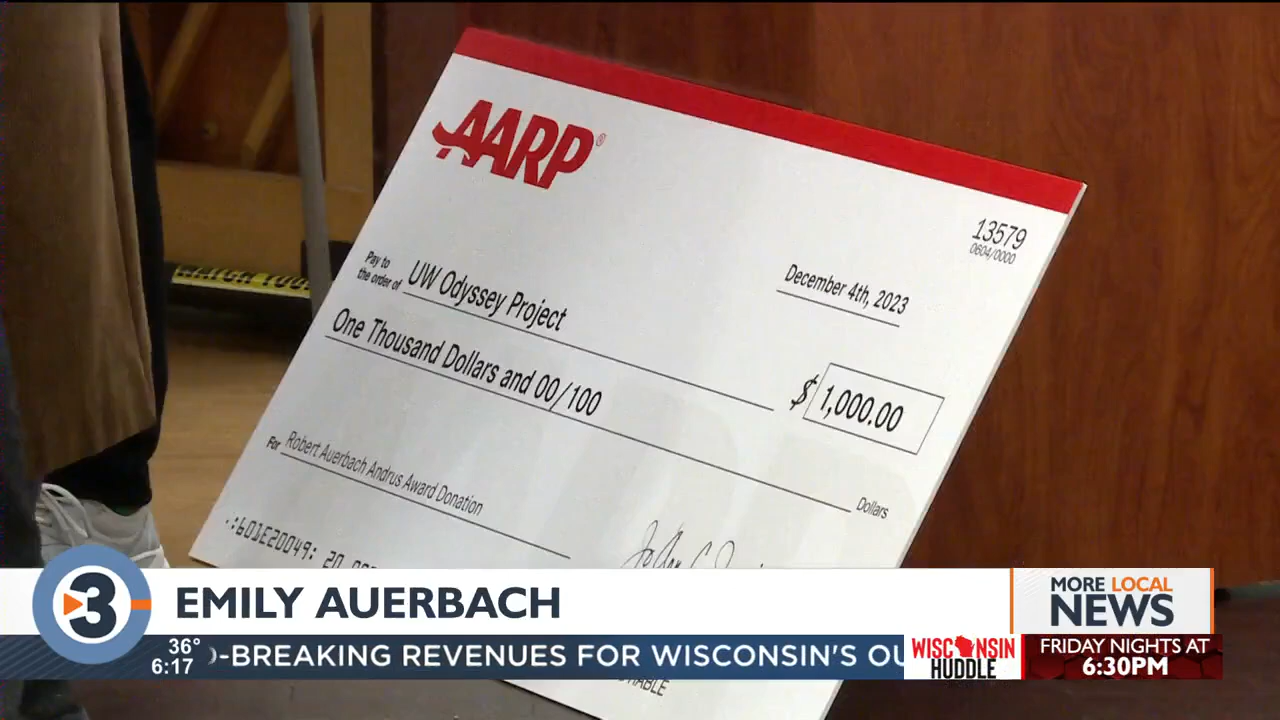 AARP®
13579
0604/0000
December 4th, 2023
Pay to
the order of UW Odyssey Project
One Thousand Dollars and 00/100
$ 1,000.00
Dollars
For Robert Auerbach Andrus Award Donation
3
EMILY AUERBACH
MORE LOCAL
NEWS
36°
6:17
-BREAKING REVENUES FOR WISCONSIN'S OU
WISCONSIN
HUDDLE
FRIDAY NIGHTS AT
6:30PM